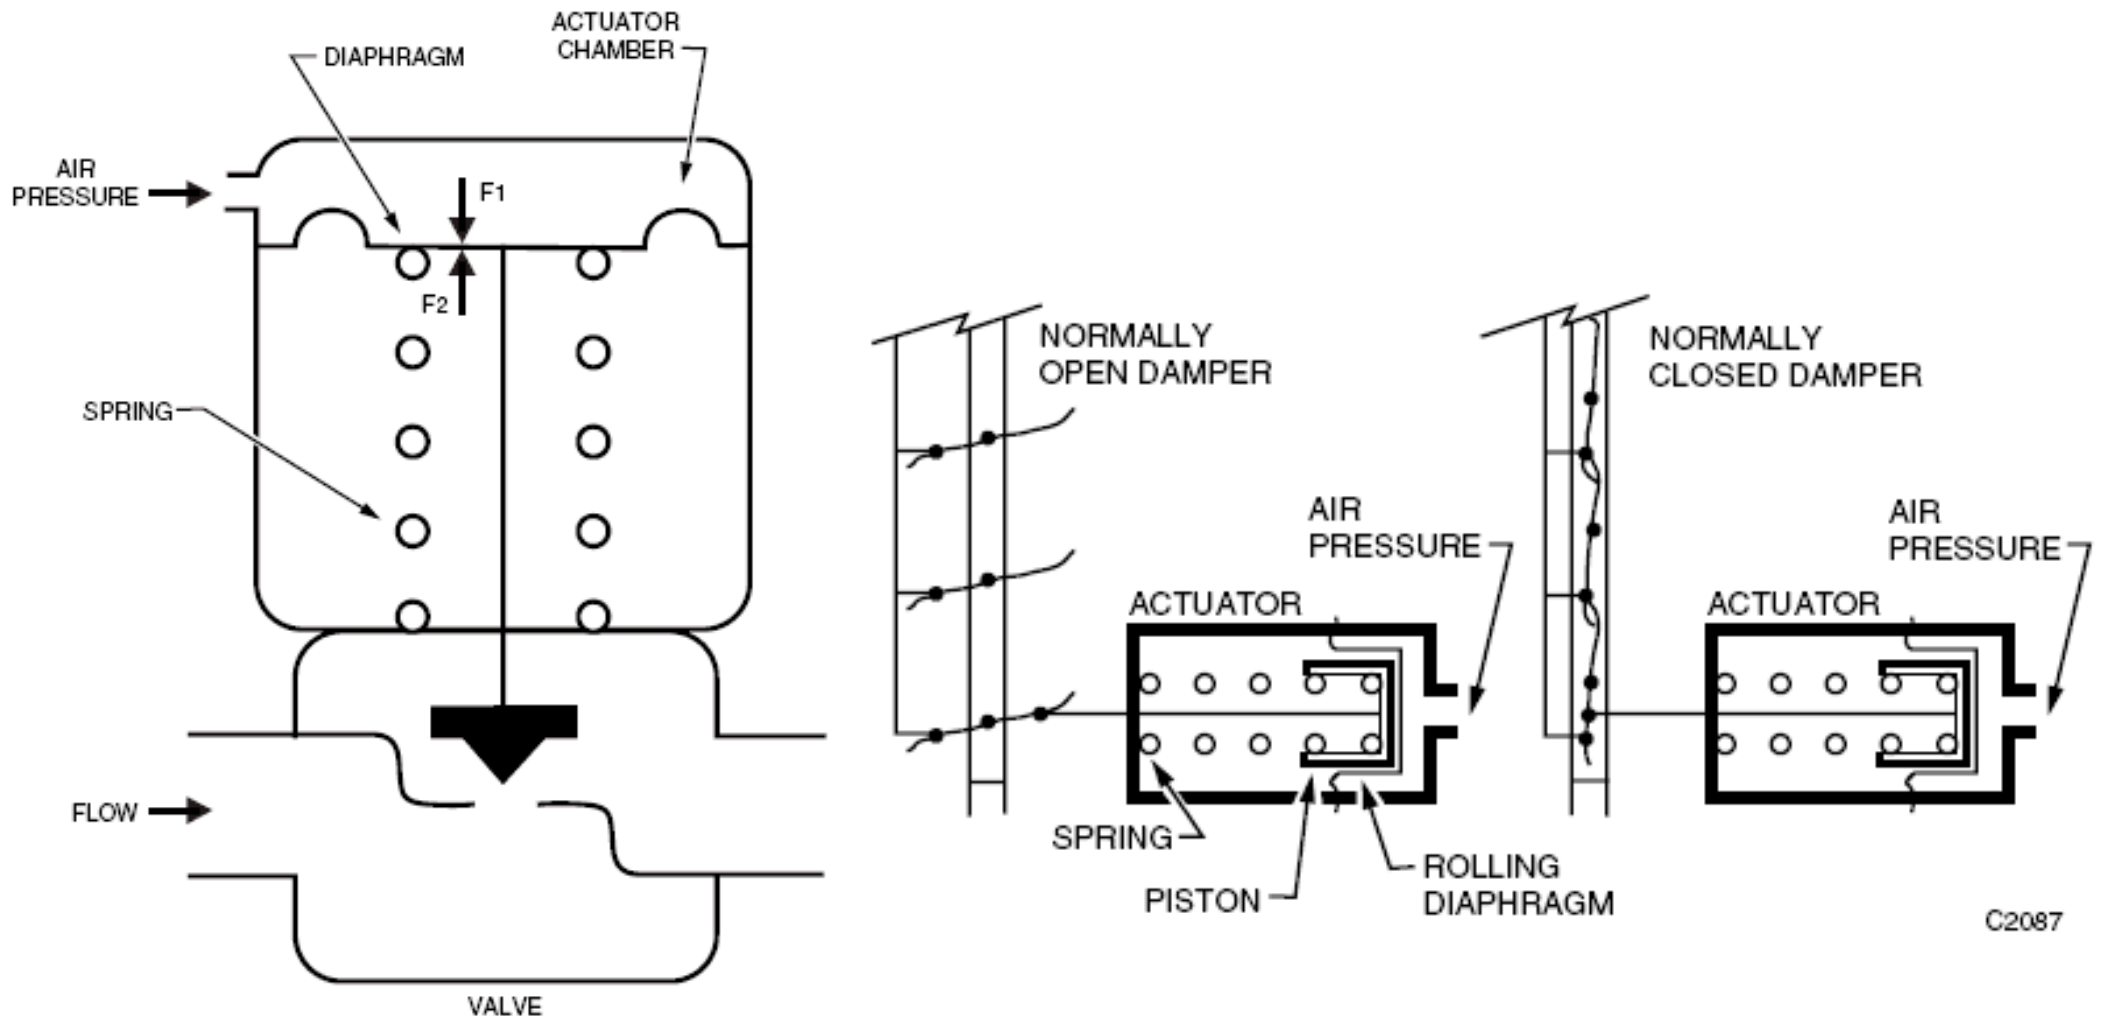 DIAPHRAGM
ACTUATOR
CHAMBER
AIR
PRESSURE
F1
F2
SPRING
FLOW
VALVE
NORMALLY
OPEN DAMPER
AIR
PRESSURE
ACTUATOR
SPRING
PISTON
ROLLING
DIAPHRAGM
NORMALLY
CLOSED DAMPER
AIR
PRESSURE
ACTUATOR
C2087